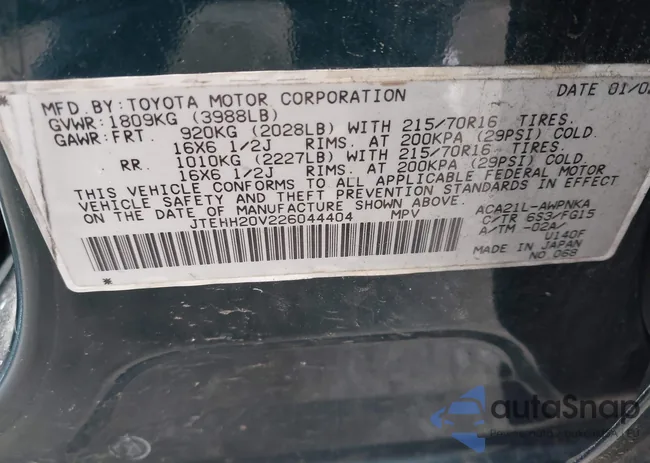 MFD.BY:TOYOTA MOTOR CORPORATION DATE 01/02
GVWR:1809KG (3988LB)
GAWR:FRT 920KG (2028LB) WITH 215/70R16 TIRES.
16X6 1/2J RIMS. AT 200KPA (29PSI) COLD.
RR. 1010KG (2227LB) WITH 215/70R16 TIRES.
16X6 1/2J RIMS. AT 200KPA (29PSI) COLD.
THIS VEHICLE CONFORMS TO ALL APPLICABLE FEDERAL MOTOR
VEHICLE SAFETY AND THEFT PREVENTION STANDARDS IN EFFECT
ON THE DATE OF MANUFACTURE SHOWN ABOVE.
JTEHH20V226044404 MPV
ACA21L-AWPNKA
C/TR 6S3/FG15
A/TM -02A/
U140F
MADE IN JAPAN
NO.068
autoSnap